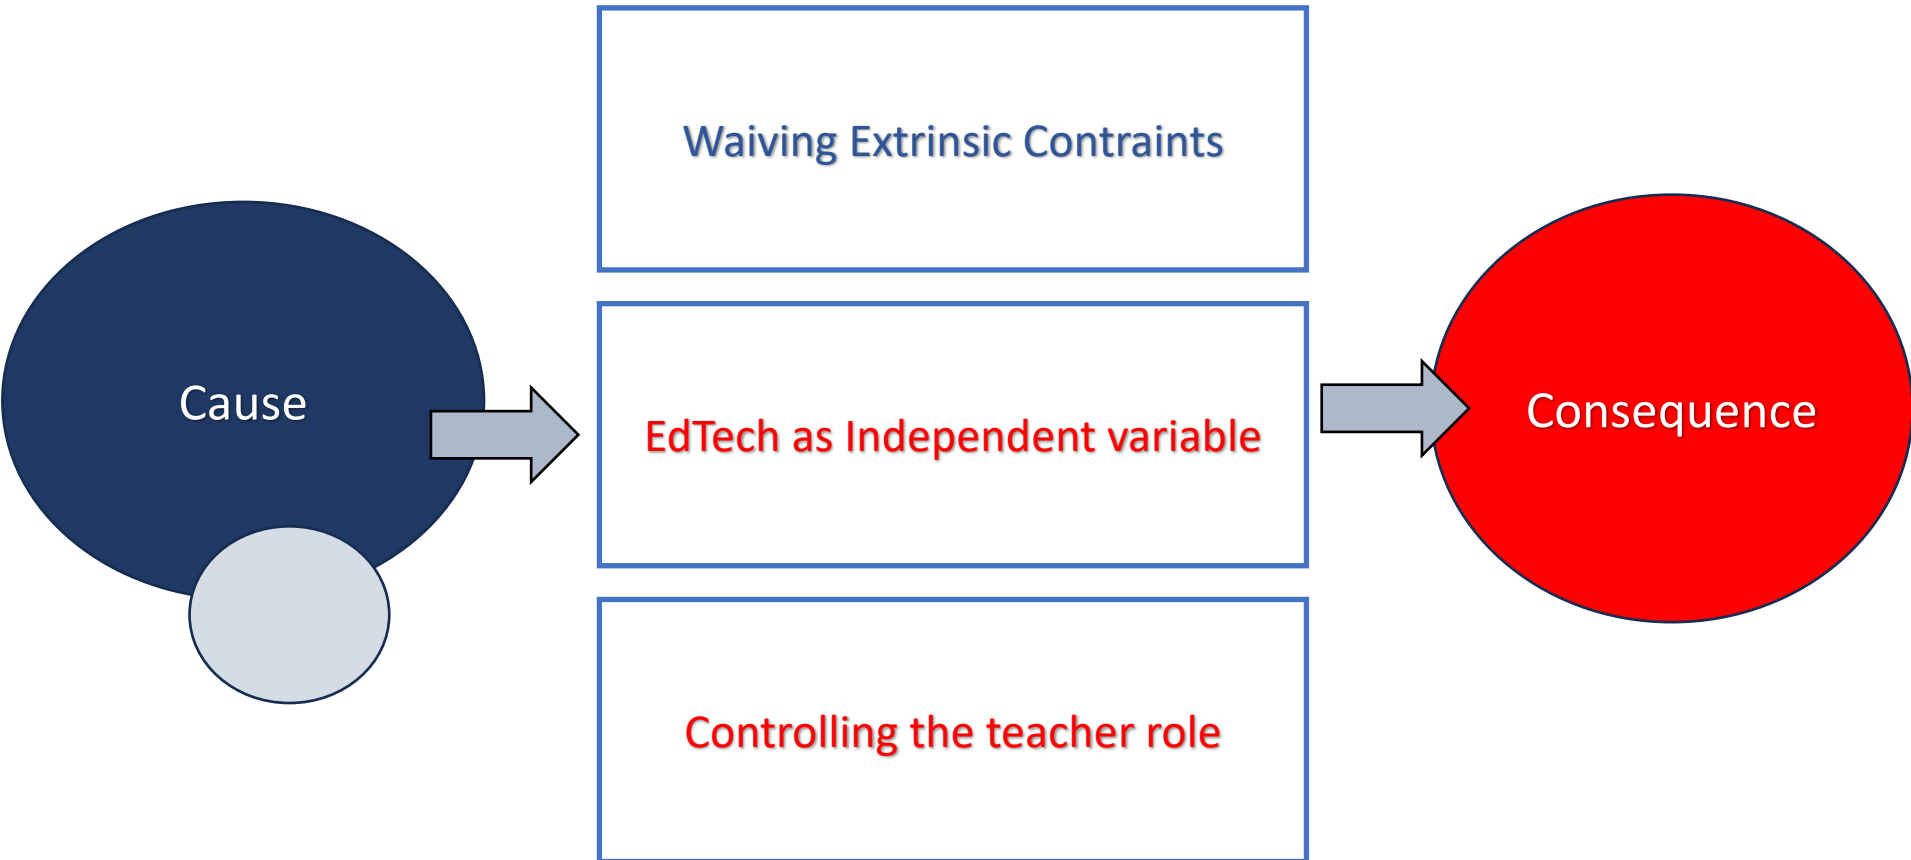 Waiving Extrinsic Contraints
Cause
EdTech as Independent variable
Consequence
Controlling the teacher role